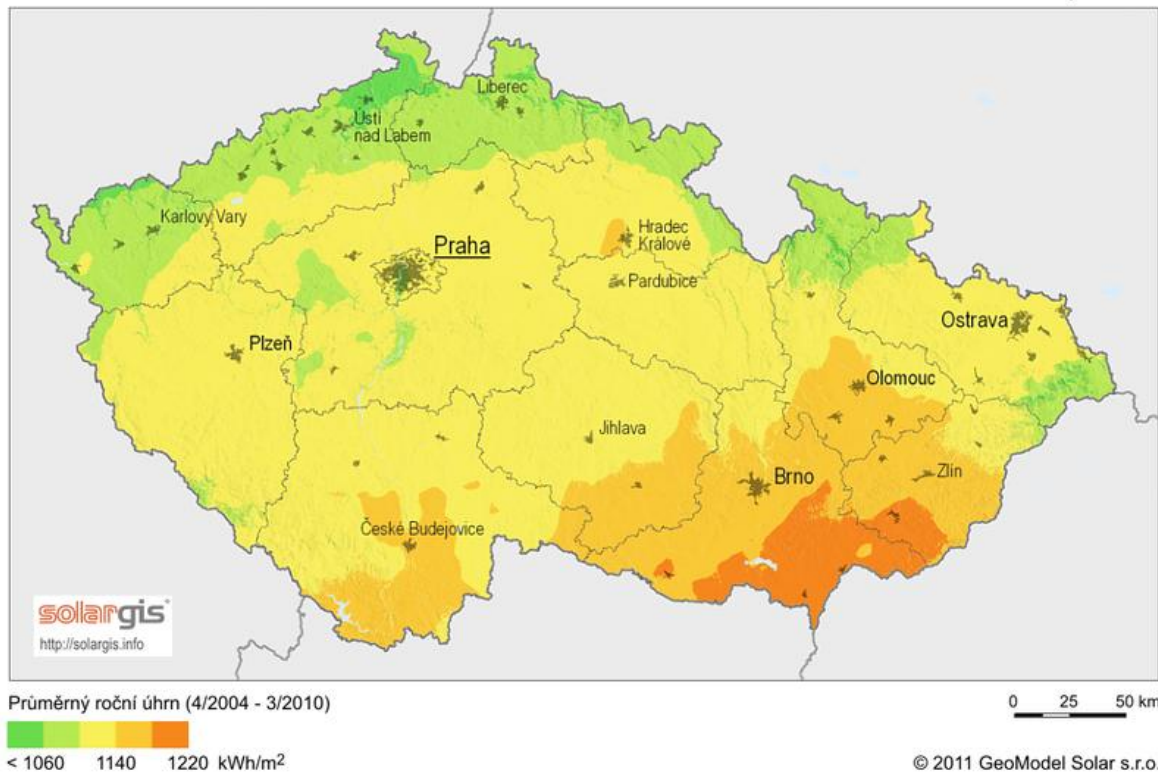 Liberec
Ústí
nad Labem
Karlovy Vary
Praha
Hradec
Králové
Pardubice
Plzeň
Ostrava
Olomouc
Jihlava
Brno
Zlín
České Budejovice
solargis
http://solargis.info
Průměrný roční úhrn (4/2004 - 3/2010)
0 25 50 km
< 1060 1140 1220 kWh/m²
© 2011 GeoModel Solar s.r.o.